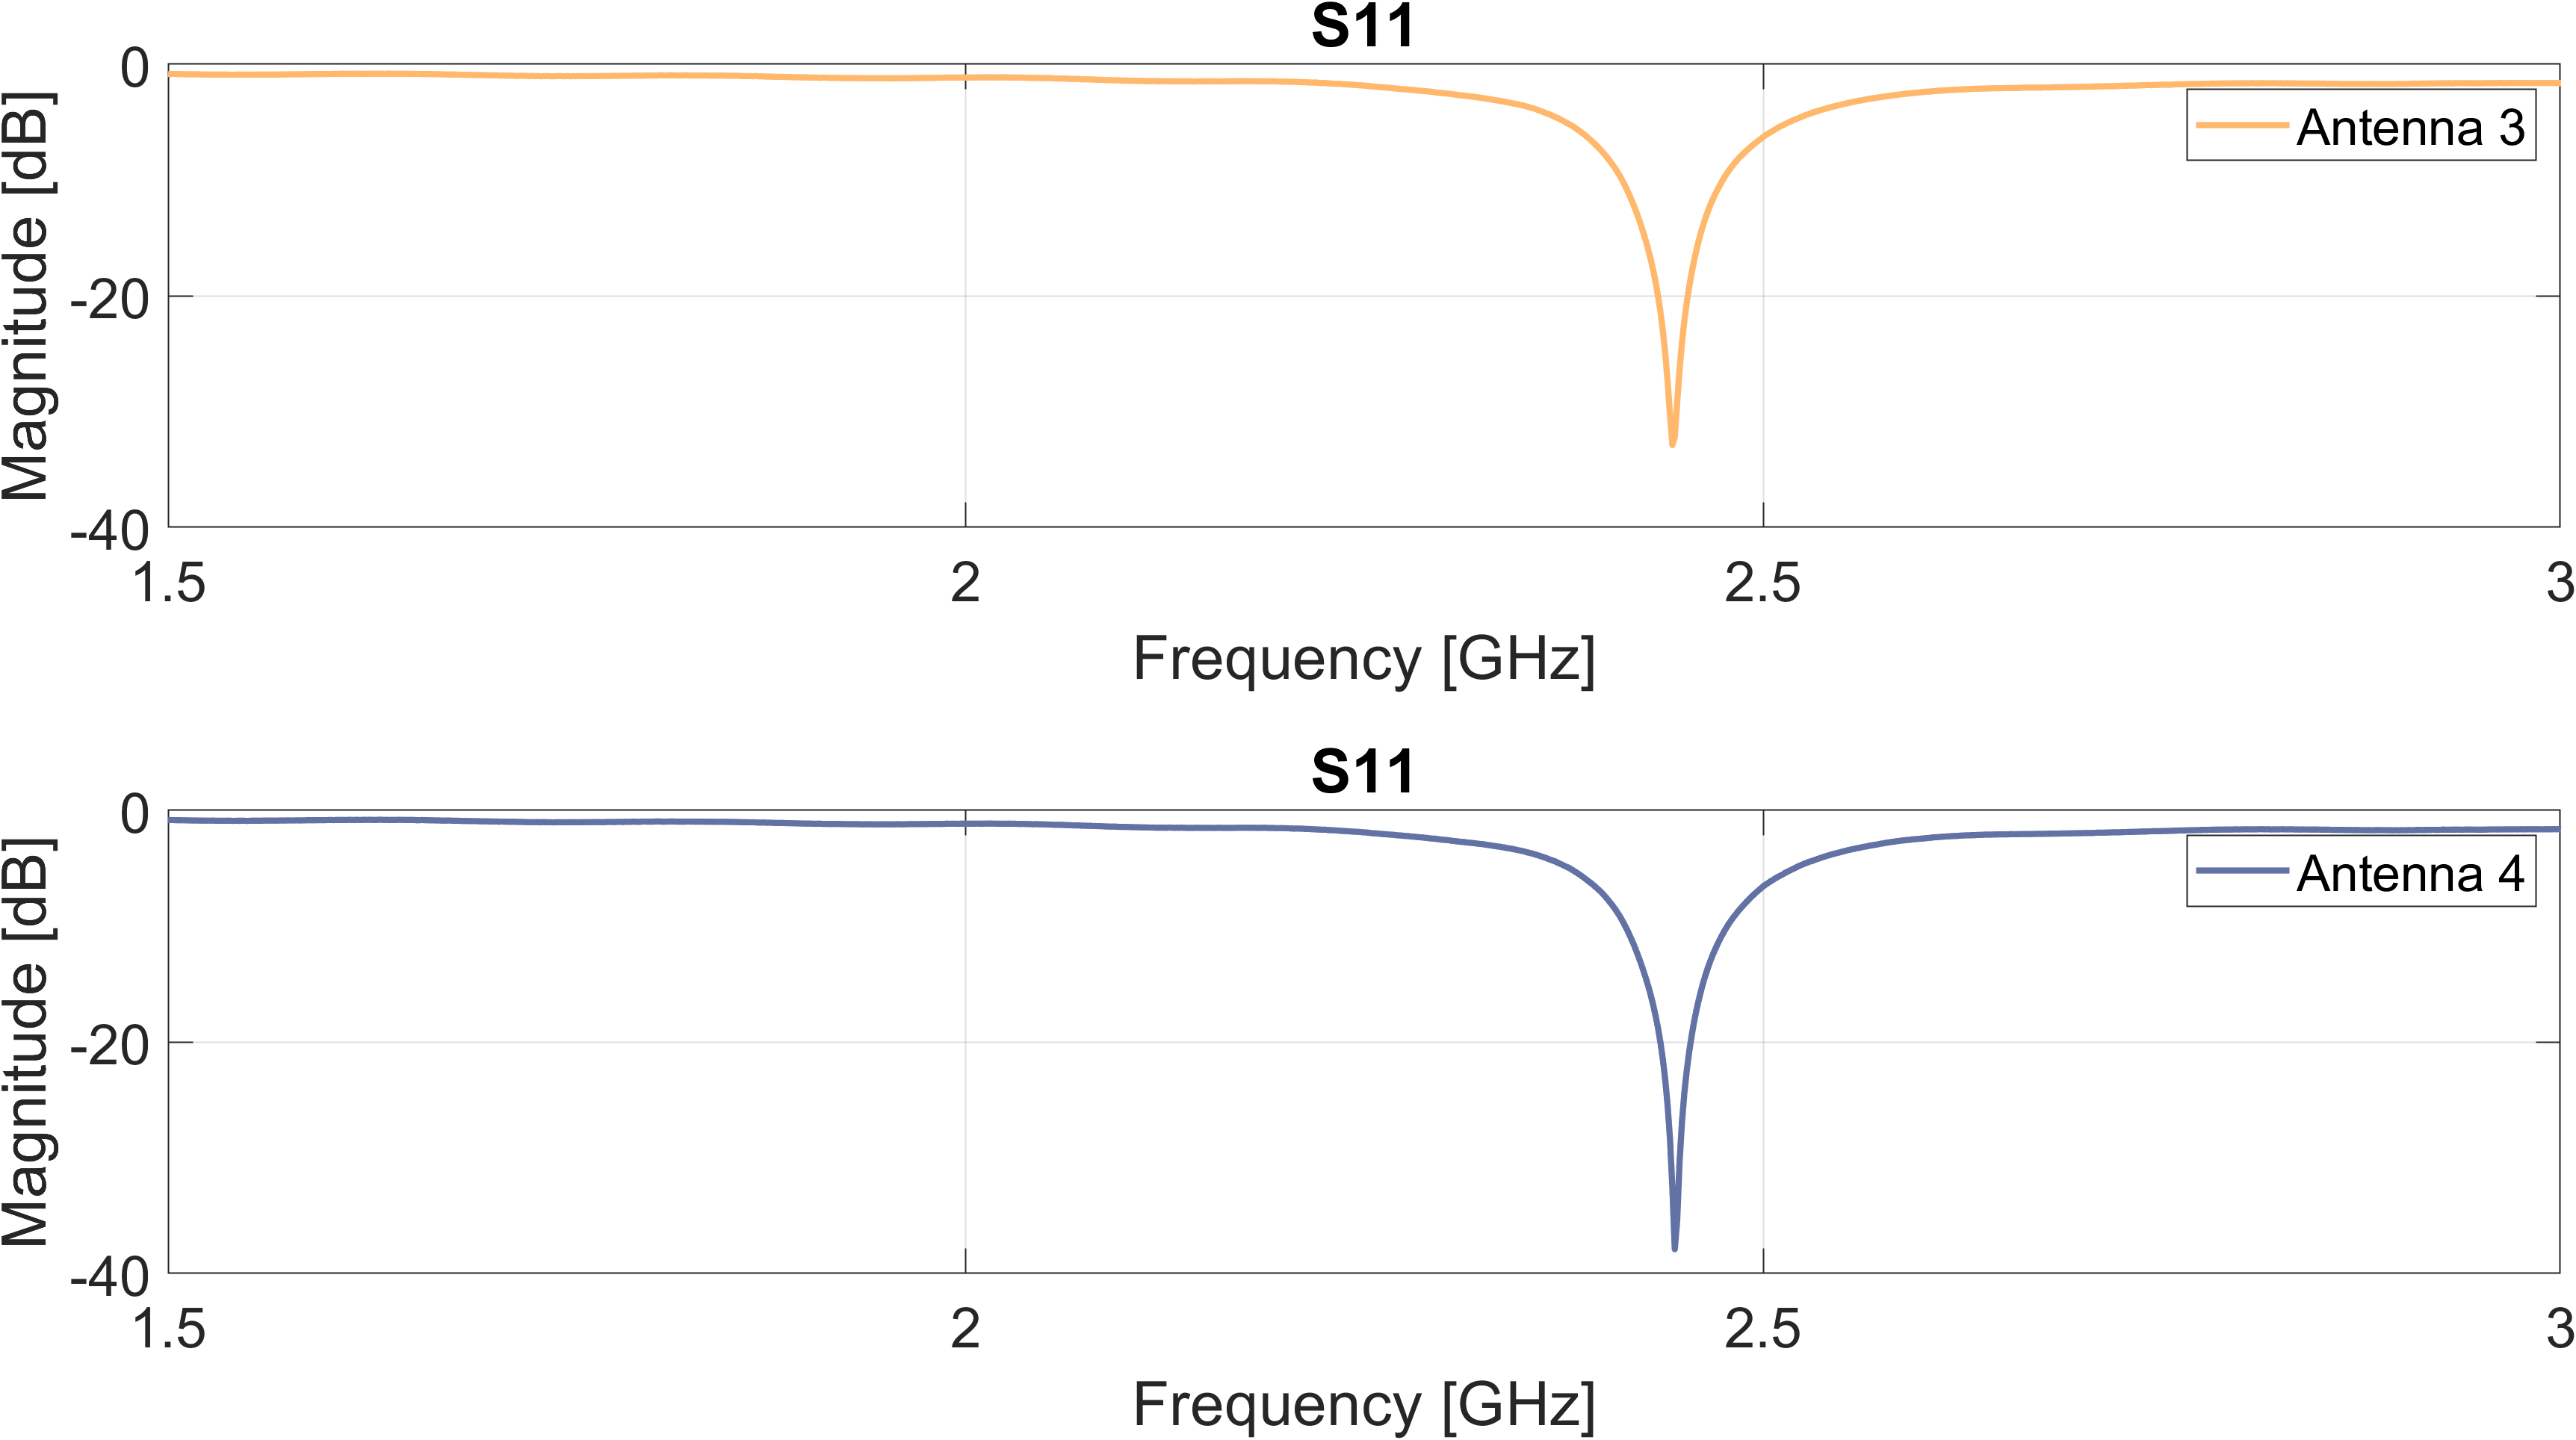 S11
0
-20
-40
Magnitude [dB]
Antenna 3
1.5 2 2.5 3
Frequency [GHz]
S11
0
-20
-40
Magnitude [dB]
Antenna 4
1.5 2 2.5 3
Frequency [GHz]